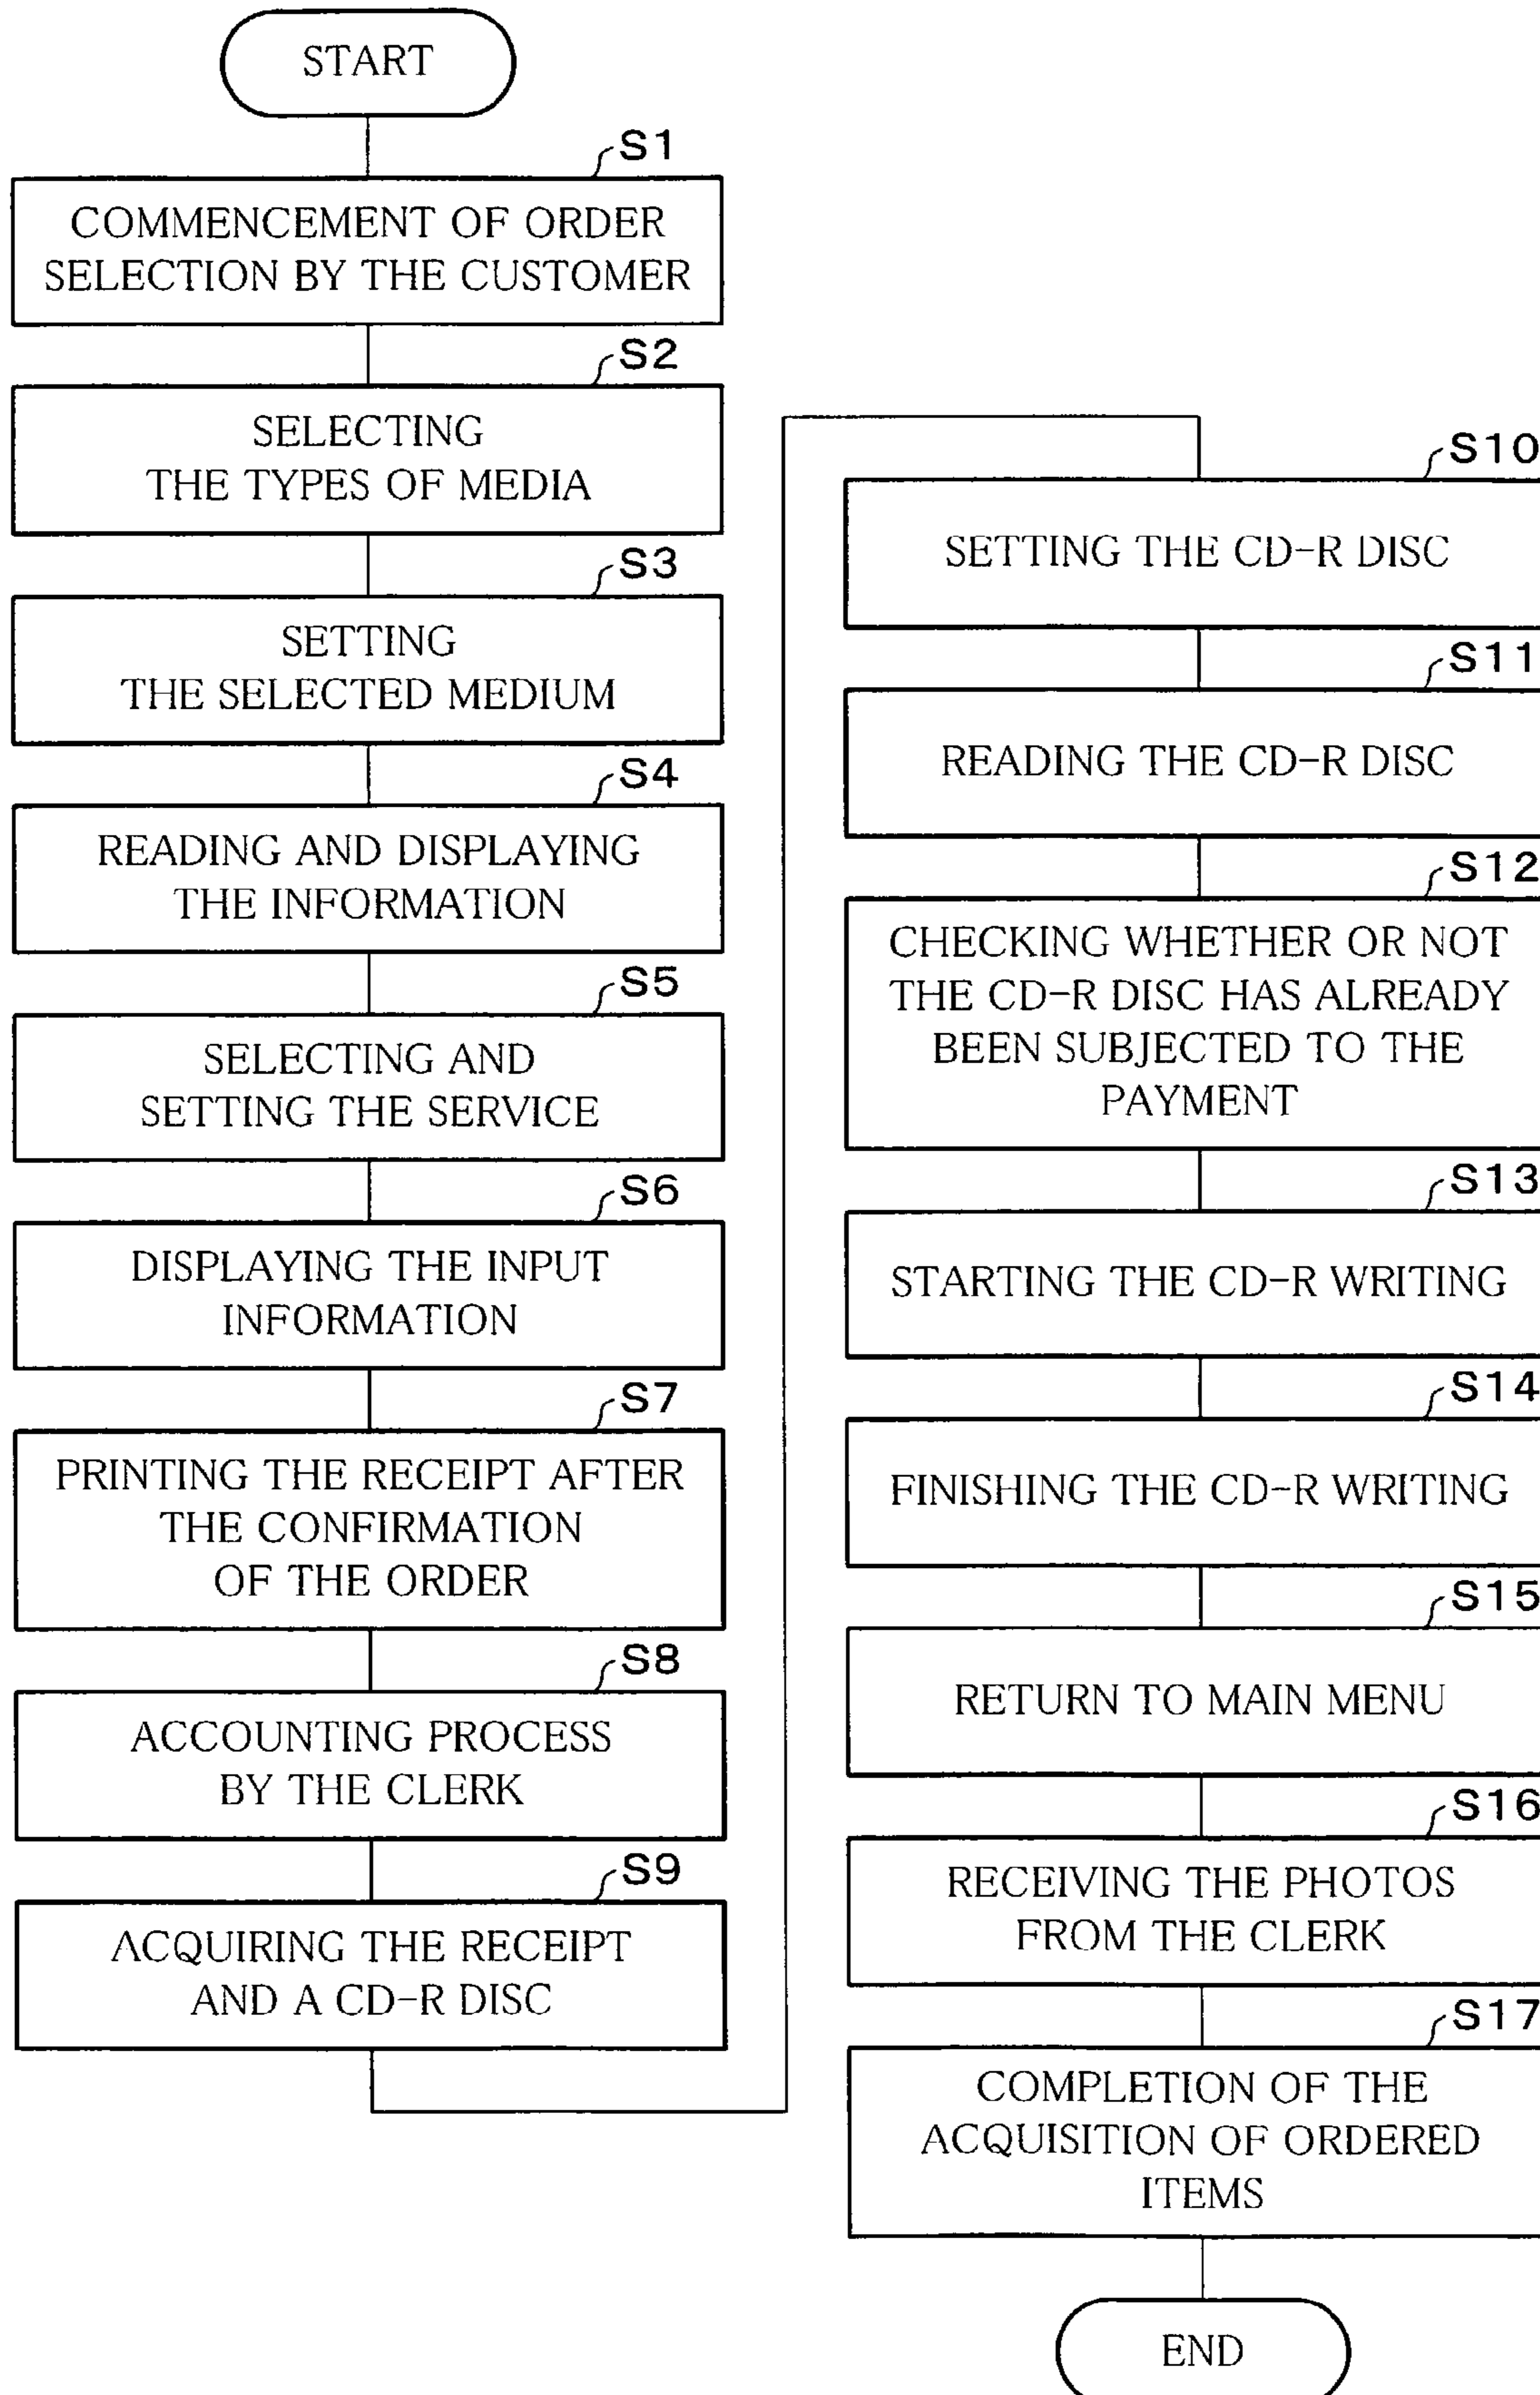 START
S1
COMMENCEMENT OF ORDER
SELECTION BY THE CUSTOMER
S2
SELECTING
THE TYPES OF MEDIA
S3
SETTING
THE SELECTED MEDIUM
S4
READING AND DISPLAYING
THE INFORMATION
S5
SELECTING AND
SETTING THE SERVICE
S6
DISPLAYING THE INPUT
INFORMATION
S7
PRINTING THE RECEIPT AFTER
THE CONFIRMATION
OF THE ORDER
S8
ACCOUNTING PROCESS
BY THE CLERK
S9
ACQUIRING THE RECEIPT
AND A CD-R DISC
S10
SETTING THE CD-R DISC
S11
READING THE CD-R DISC
S12
CHECKING WHETHER OR NOT
THE CD-R DISC HAS ALREADY
BEEN SUBJECTED TO THE
PAYMENT
S13
STARTING THE CD-R WRITING
S14
FINISHING THE CD-R WRITING
S15
RETURN TO MAIN MENU
S16
RECEIVING THE PHOTOS
FROM THE CLERK
S17
COMPLETION OF THE
ACQUISITION OF ORDERED
ITEMS
END